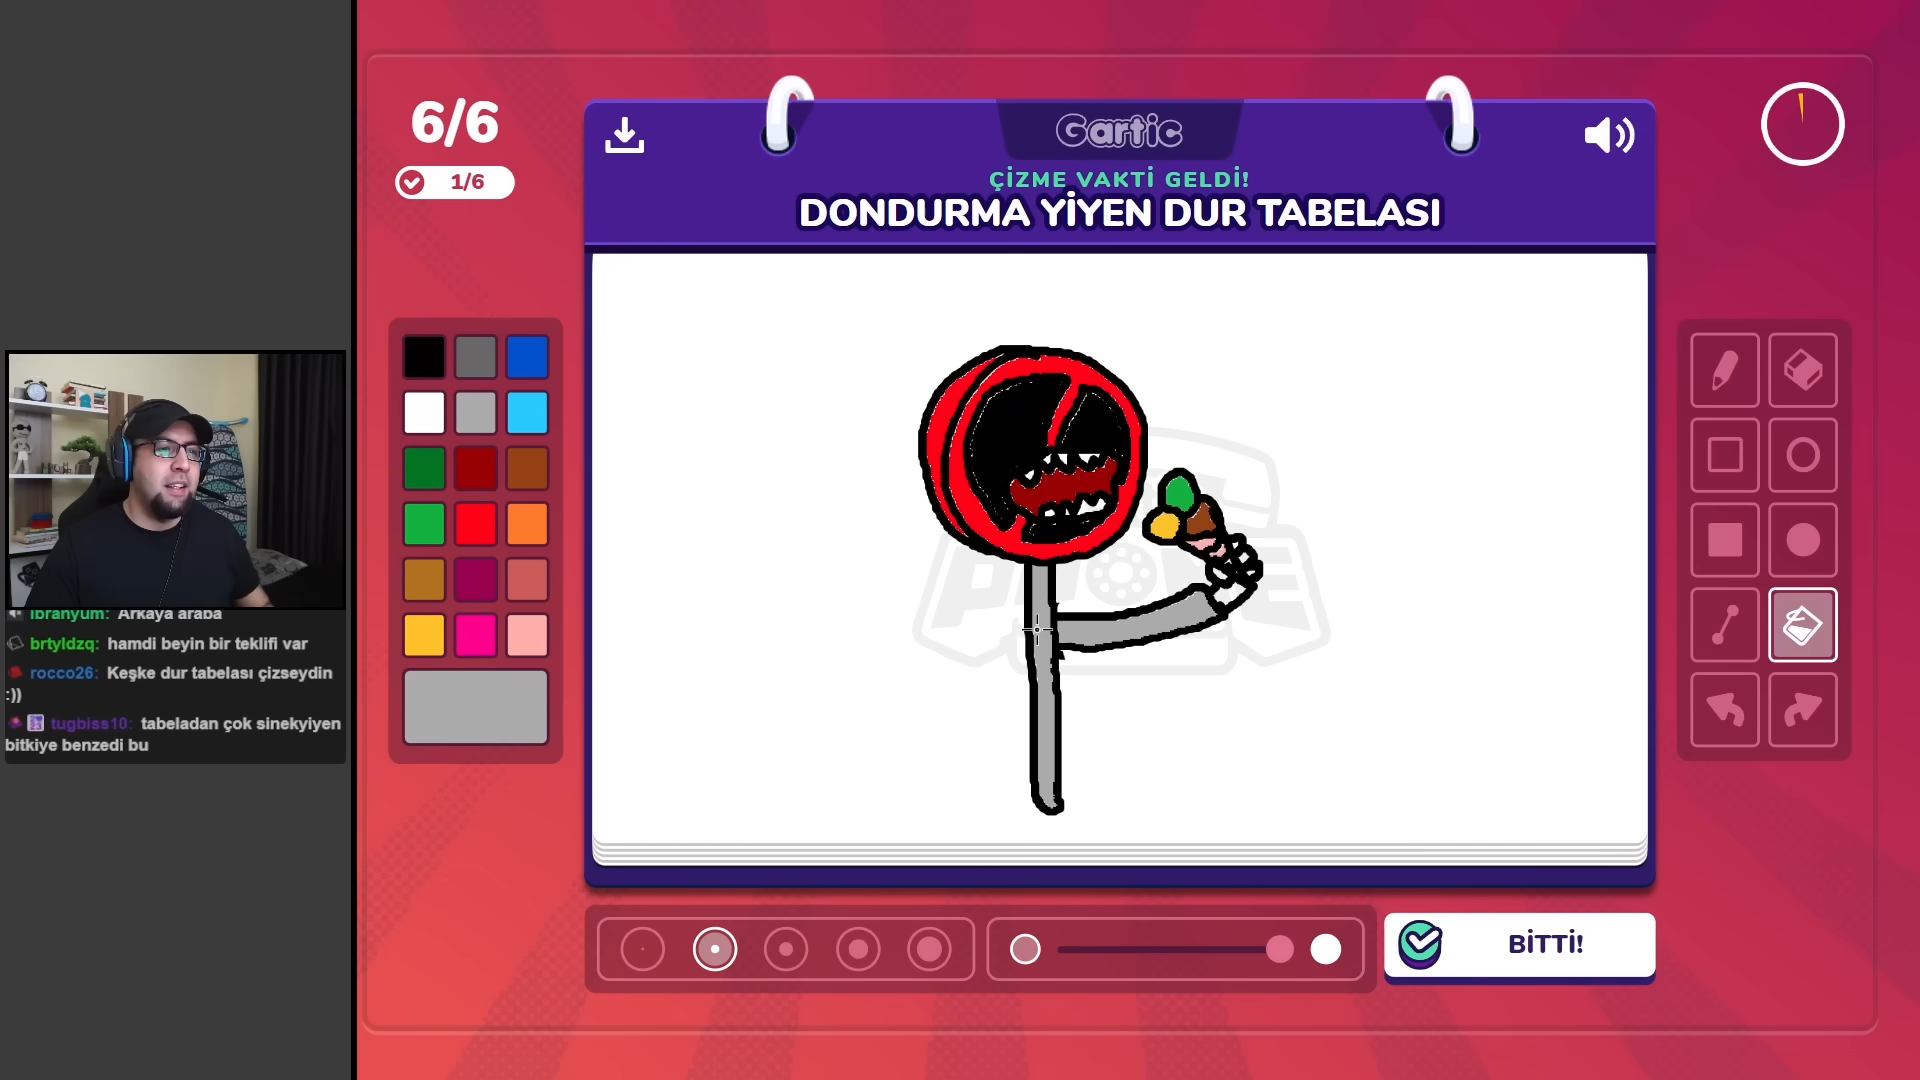 6/6
1/6
Gartic
ÇİZME VAKTİ GELDİ!
DONDURMA YİYEN DUR TABELASI
ibranyum: Arkaya araba
brtyldzq: hamdi beyin bir teklifi var
rocco26: Keşke dur tabelası çizseydin
:))
tugbiss10: tabeladan çok sinekyiyen
bitkiye benzedi bu
BİTTİ!